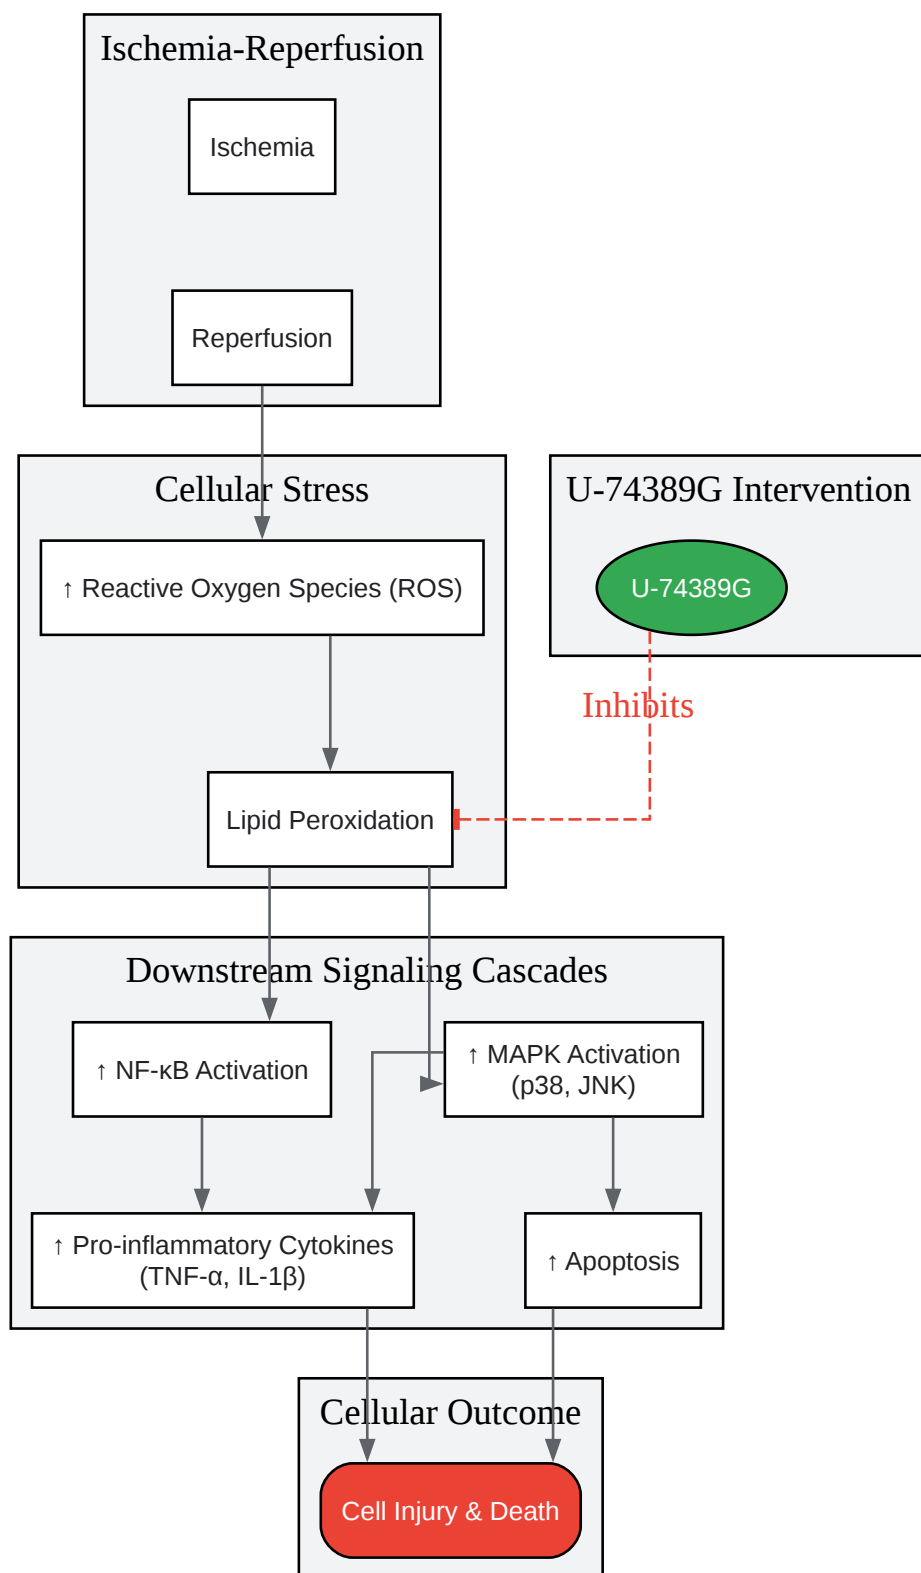 Ischemia-Reperfusion
Ischemia
Reperfusion
Cellular Stress
↑ Reactive Oxygen Species (ROS)
U-74389G Intervention
U-74389G
Inhibits
Lipid Peroxidation
Downstream Signaling Cascades
↑ NF-κB Activation
↑ MAPK Activation
(p38, JNK)
↑ Pro-inflammatory Cytokines
(TNF-α, IL-1β)
↑ Apoptosis
Cellular Outcome
Cell Injury & Death